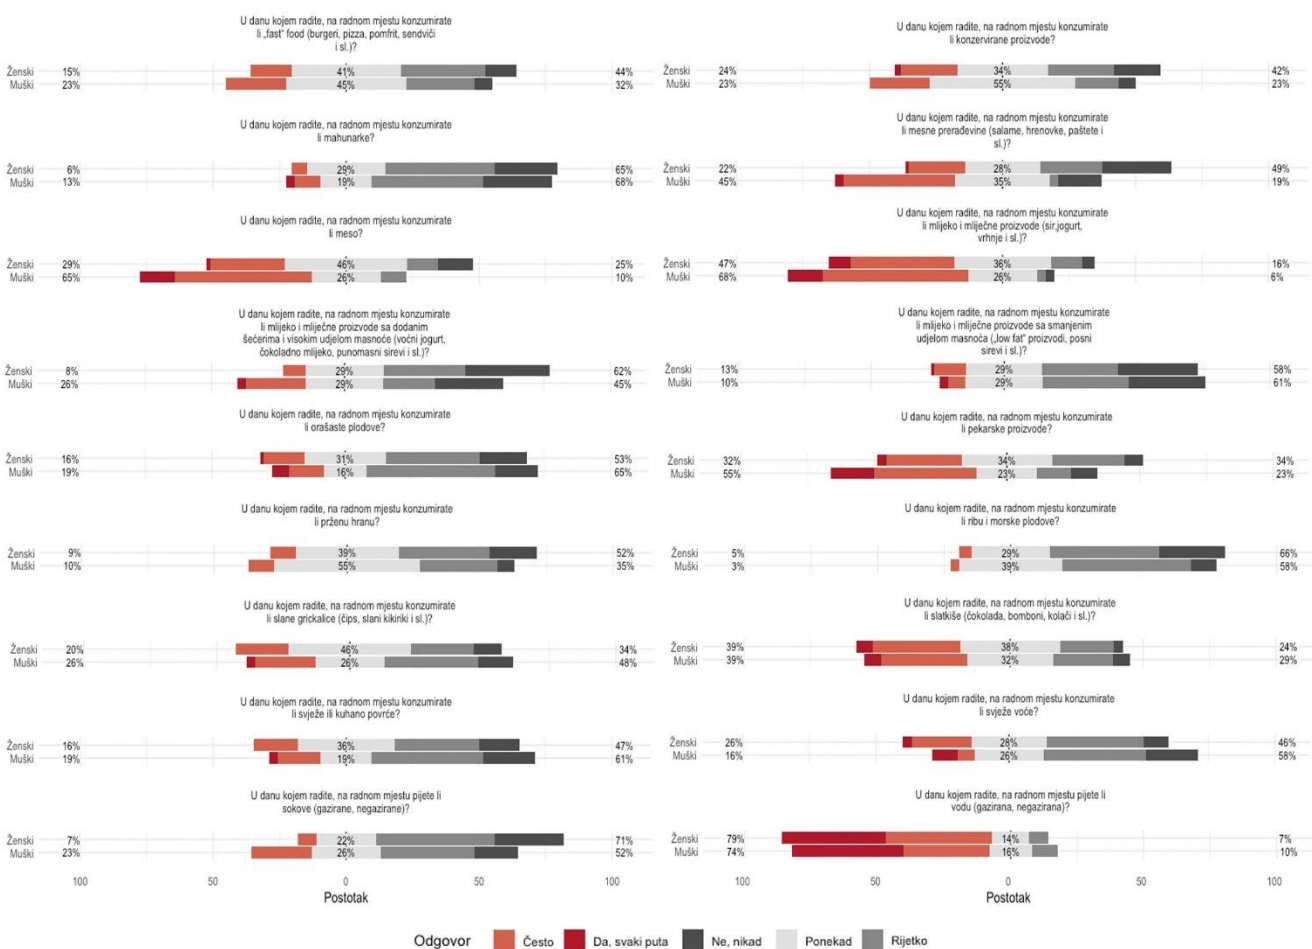 U danu kojem radite, na radnom mjestu konzumirate
li „fast“ food (burgeri, pizza, pomfrit, sendviči
i sl.)?
Ženski 15% 41% 44%
Muški 23% 45% 32%
U danu kojem radite, na radnom mjestu konzumirate
li konzervirane proizvode?
Ženski 24% 34% 42%
Muški 23% 55% 23%
U danu kojem radite, na radnom mjestu konzumirate
li mahunarke?
Ženski 6% 29% 65%
Muški 13% 19% 68%
U danu kojem radite, na radnom mjestu konzumirate
li mesne prerađevine (salame, hrenovke, paštete i
sl.)?
Ženski 22% 28% 49%
Muški 45% 35% 19%
U danu kojem radite, na radnom mjestu konzumirate
li meso?
Ženski 29% 46% 25%
Muški 65% 26% 10%
U danu kojem radite, na radnom mjestu konzumirate
li mlijeko i mliječne proizvode (sir,jogurt,
vrhnje i sl.)?
Ženski 47% 36% 16%
Muški 68% 26% 6%
U danu kojem radite, na radnom mjestu konzumirate
li mlijeko i mliječne proizvode sa dodanim
šećerima i visokim udjelom masnoće (voćni jogurt,
čokoladno mlijeko, punomasni sirevi i sl.)?
Ženski 8% 29% 62%
Muški 26% 29% 45%
U danu kojem radite, na radnom mjestu konzumirate
li mlijeko i mliječne proizvode sa smanjenim
udjelom masnoća („low fat“ proizvodi, posni
sirevi i sl.)?
Ženski 13% 29% 58%
Muški 10% 29% 61%
U danu kojem radite, na radnom mjestu konzumirate
li orašaste plodove?
Ženski 16% 31% 53%
Muški 19% 16% 65%
U danu kojem radite, na radnom mjestu konzumirate
li pekarske proizvode?
Ženski 32% 34% 34%
Muški 55% 23% 23%
U danu kojem radite, na radnom mjestu konzumirate
li prženu hranu?
Ženski 9% 39% 52%
Muški 10% 55% 35%
U danu kojem radite, na radnom mjestu konzumirate
li ribu i morske plodove?
Ženski 5% 29% 66%
Muški 3% 39% 58%
U danu kojem radite, na radnom mjestu konzumirate
li slane grickalice (čips, slani kikiriki i sl.)?
Ženski 20% 46% 34%
Muški 26% 26% 48%
U danu kojem radite, na radnom mjestu konzumirate
li slatkiše (čokolada, bomboni, kolači i sl.)?
Ženski 39% 38% 24%
Muški 39% 32% 29%
U danu kojem radite, na radnom mjestu konzumirate
li svježe ili kuhano povrće?
Ženski 16% 36% 47%
Muški 19% 19% 61%
U danu kojem radite, na radnom mjestu konzumirate
li svježe voće?
Ženski 26% 28% 46%
Muški 16% 26% 58%
U danu kojem radite, na radnom mjestu pijete li
sokove (gazirane, negazirane)?
Ženski 7% 22% 71%
Muški 23% 26% 52%
U danu kojem radite, na radnom mjestu pijete li
vodu (gazirana, negazirana)?
Ženski 79% 14% 7%
Muški 74% 16% 10%
100 50 0 50 100
Postotak
100 50 0 50 100
Postotak
Odgovor Često Da, svaki puta Ne, nikad Ponekad Rijetko